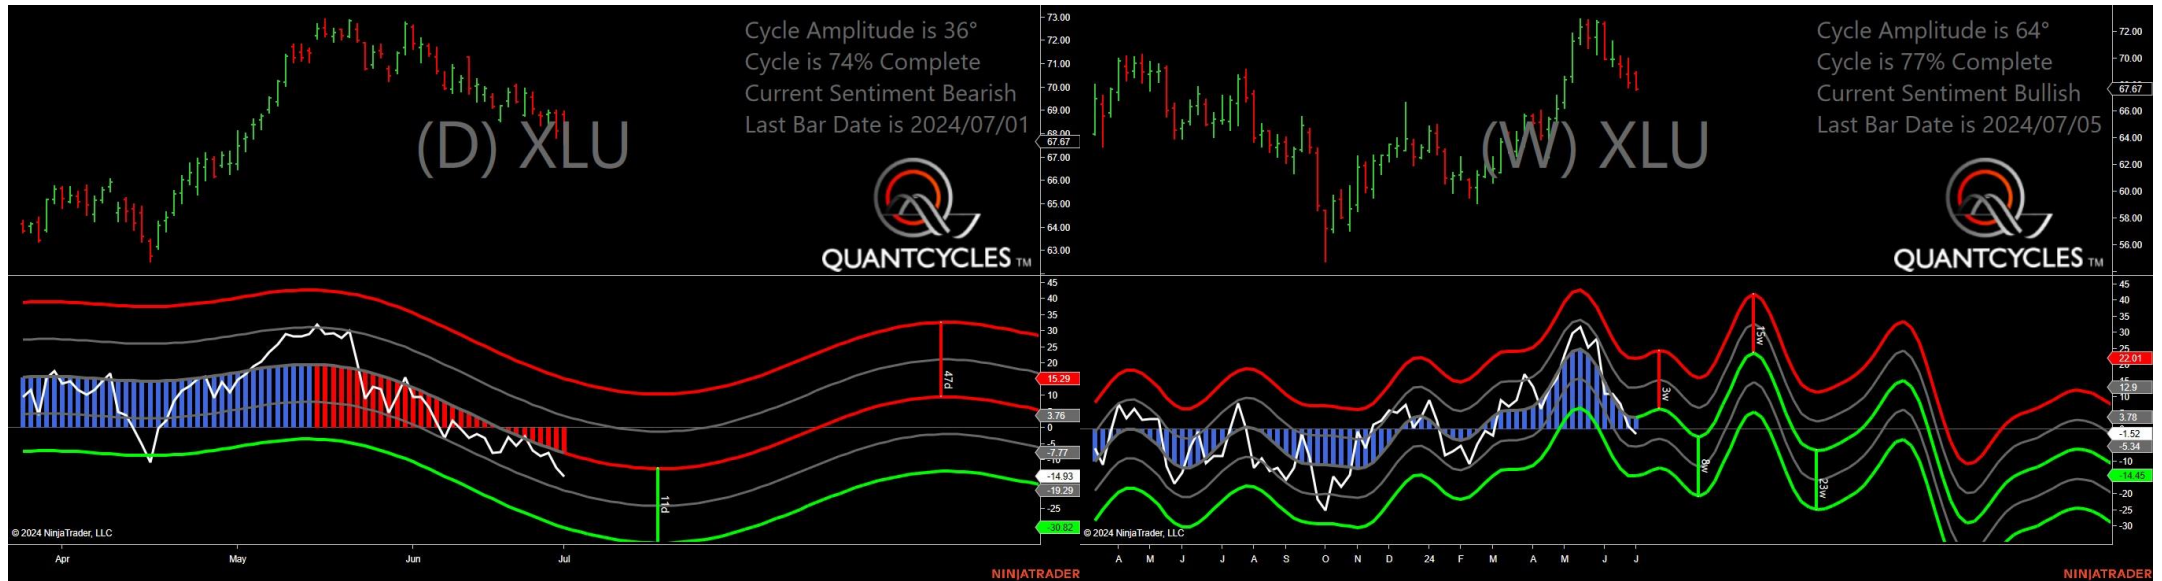 Cycle Amplitude is 36°
Cycle is 74% Complete
Current Sentiment Bearish
Last Bar Date is 2024/07/01
(D) XLU
QUANTCYCLES TM
73.00
72.00
71.00
70.00
69.00
68.00
67.67
67.00
66.00
65.00
64.00
63.00
45
40
35
30
25
20
15.29
10
3.76
0
-5
-7.77
-10
-14.93
-19.29
-25
-30.82
47d
11d
© 2024 NinjaTrader, LLC
Apr May Jun Jul
NINJATRADER
Cycle Amplitude is 64°
Cycle is 77% Complete
Current Sentiment Bullish
Last Bar Date is 2024/07/05
(W) XLU
QUANTCYCLES TM
72.00
70.00
67.67
66.00
64.00
62.00
60.00
58.00
56.00
45
40
35
30
25
22.01
12.9
3.78
-1.52
-5.34
-10
-14.45
-20
-25
-30
3w
15w
8w
23w
© 2024 NinjaTrader, LLC
A M J J A S O N D 24 F M A M J J
NINJATRADER